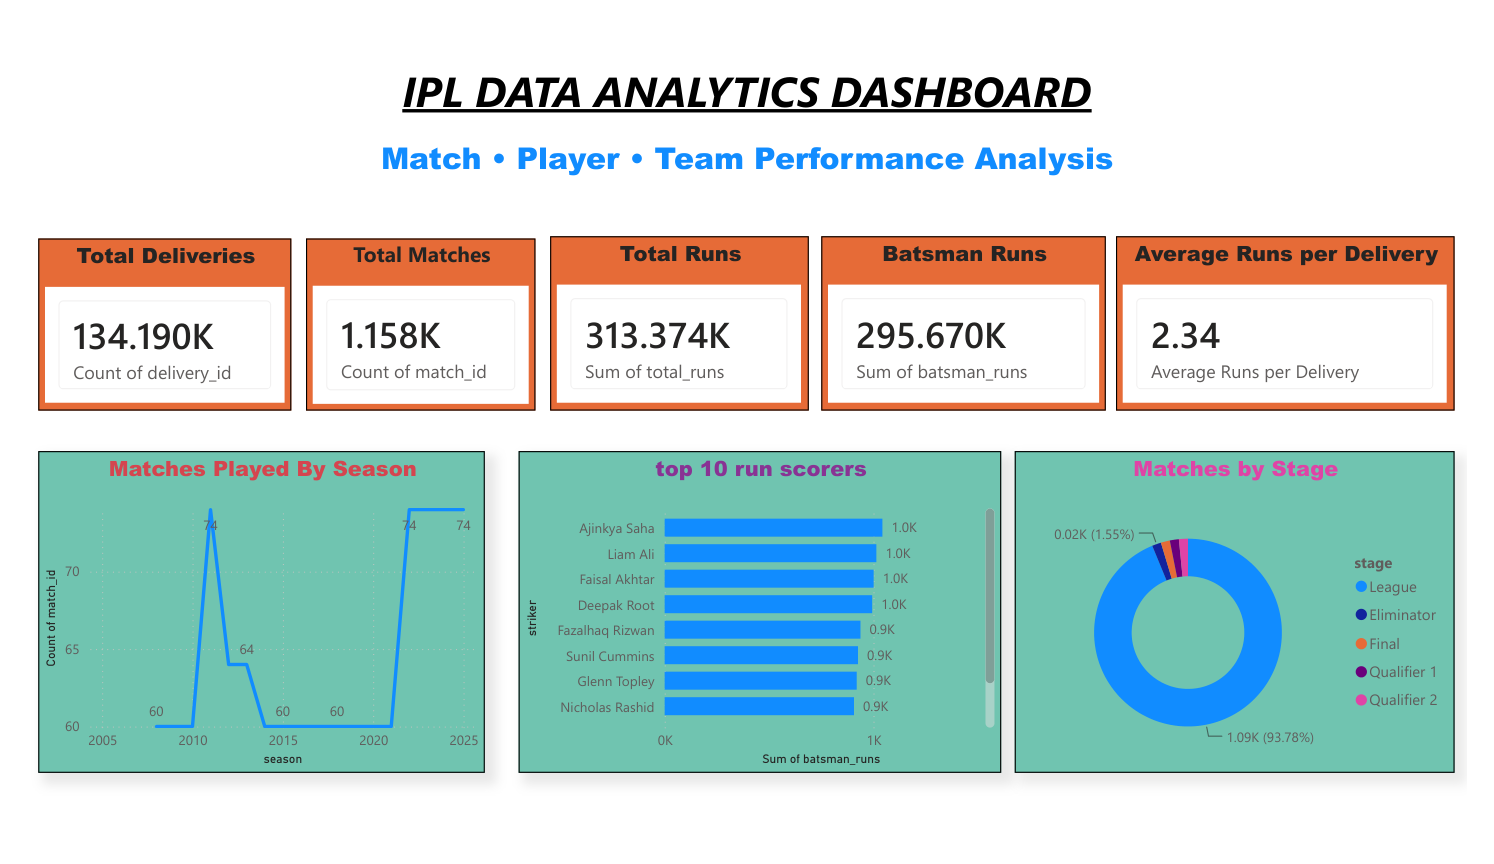 IPL DATA ANALYTICS DASHBOARD
Match • Player • Team Performance Analysis
Total Deliveries
134.190K
Count of delivery_id
Total Matches
1.158K
Count of match_id
Total Runs
313.374K
Sum of total_runs
Batsman Runs
295.670K
Sum of batsman_runs
Average Runs per Delivery
2.34
Average Runs per Delivery
Matches Played By Season
Count of match_id
70
65
60
60
74
64
60
60
74
74
2005
2010
2015
2020
2025
season
top 10 run scorers
striker
Ajinkya Saha 1.0K
Liam Ali 1.0K
Faisal Akhtar 1.0K
Deepak Root 1.0K
Fazalhaq Rizwan 0.9K
Sunil Cummins 0.9K
Glenn Topley 0.9K
Nicholas Rashid 0.9K
0K 1K
Sum of batsman_runs
Matches by Stage
0.02K (1.55%)
1.09K (93.78%)
stage
League
Eliminator
Final
Qualifier 1
Qualifier 2